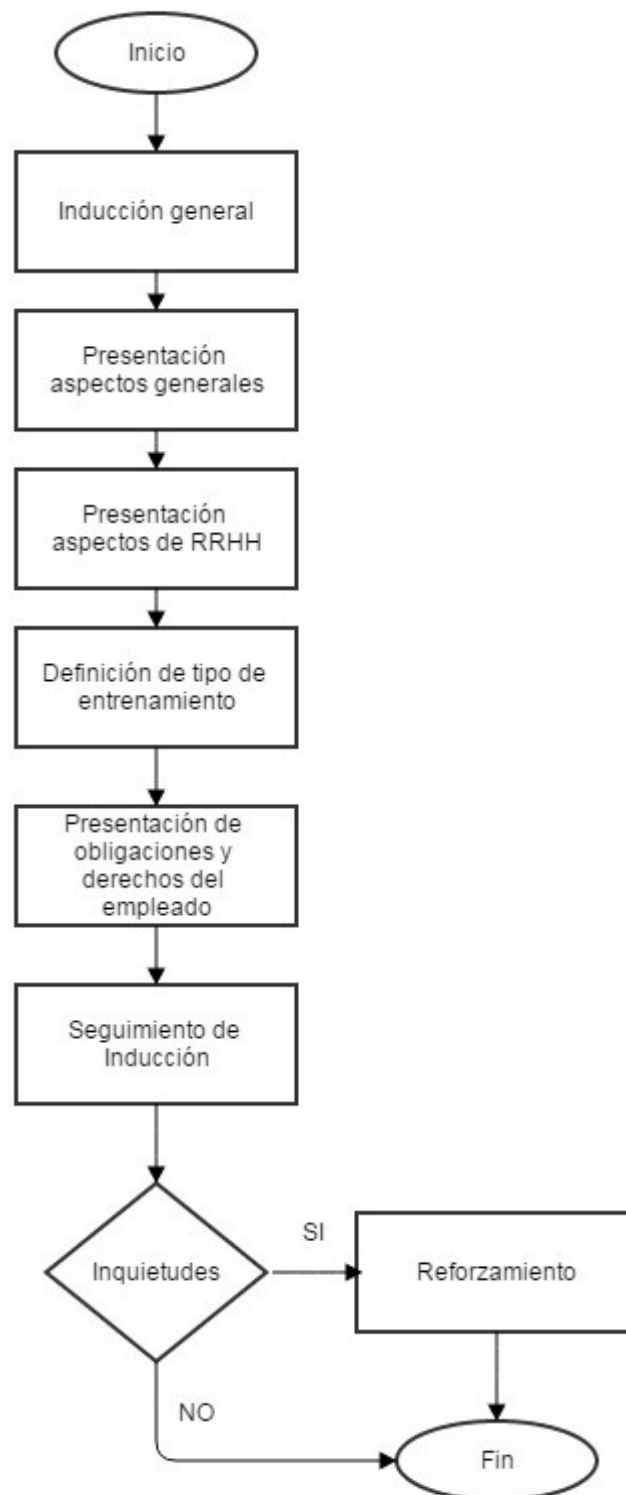 Inicio
Inducción general
Presentación
aspectos generales
Presentación
aspectos de RRHH
Definición de tipo de
entrenamiento
Presentación de
obligaciones y
derechos del
empleado
Seguimiento de
Inducción
Inquietudes
SI
Reforzamiento
NO
Fin